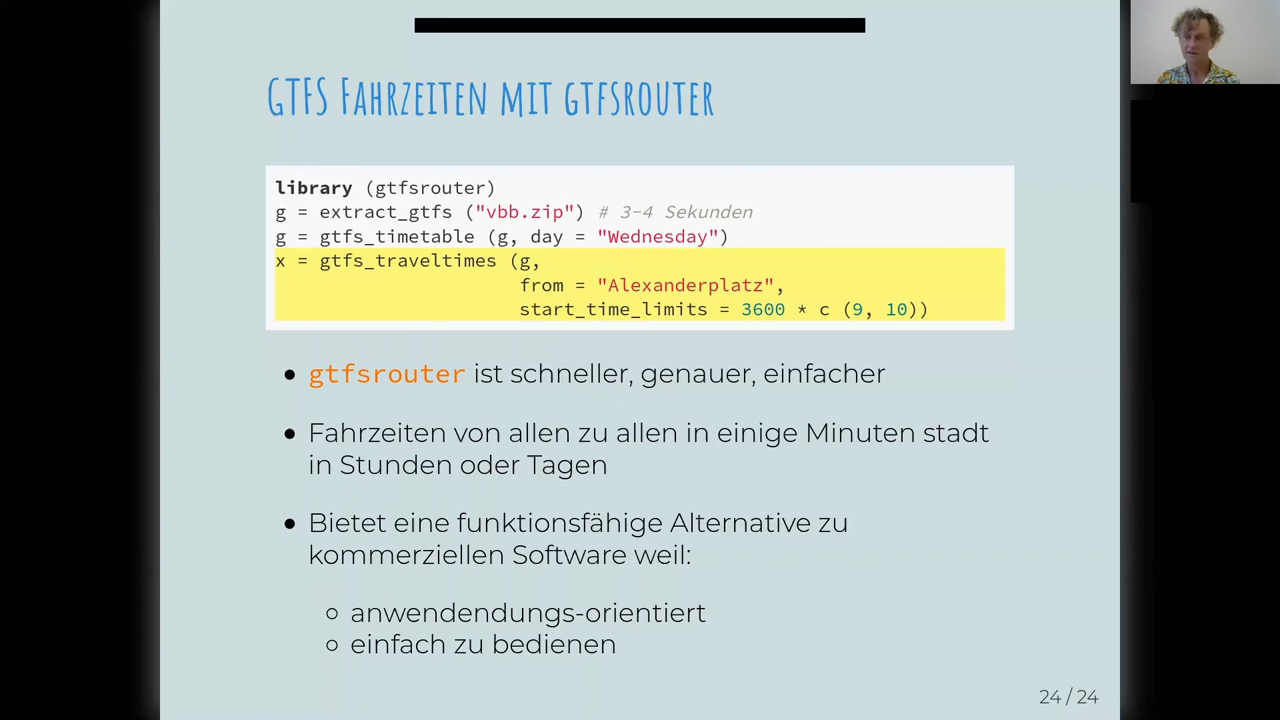 GTFS Fahrzeiten mit gtfsrouter
library (gtfsrouter)
g = extract_gtfs ("vbb.zip") # 3-4 Sekunden
g = gtfs_timetable (g, day = "Wednesday")
x = gtfs_traveltimes (g,
from = "Alexanderplatz",
start_time_limits = 3600 * c (9, 10))
• gtfsrouter ist schneller, genauer, einfacher
• Fahrzeiten von allen zu allen in einige Minuten stadt
in Stunden oder Tagen
• Bietet eine funktionsfähige Alternative zu
kommerziellen Software weil:
○ anwendendungs-orientiert
○ einfach zu bedienen
24 / 24